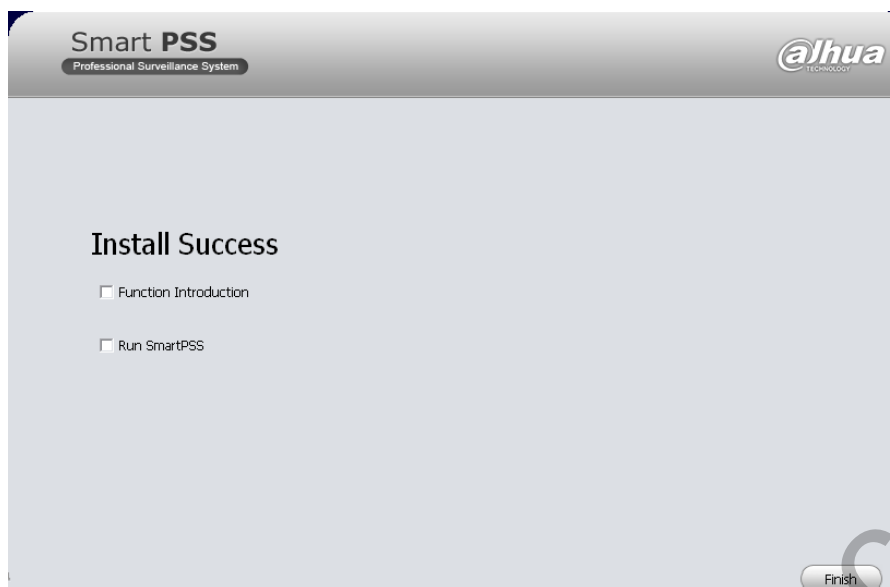 Smart PSS
Professional Surveillance System
alhua
TECHNOLOGY
Install Success
Function Introduction
Run SmartPSS
Finish